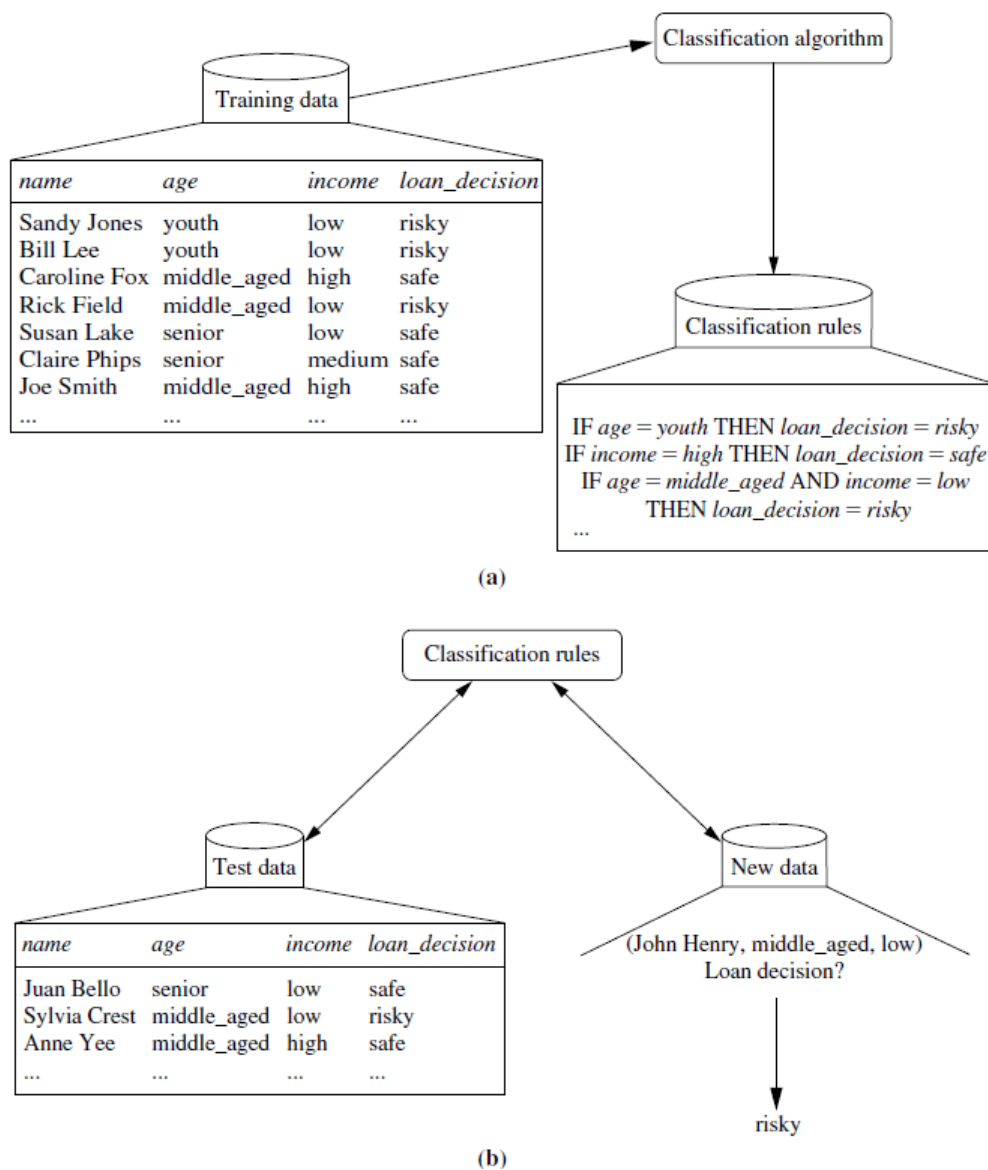 Classification algorithm
Training data
name age income loan_decision
Sandy Jones youth low risky
Bill Lee youth low risky
Caroline Fox middle_aged high safe
Rick Field middle_aged low risky
Susan Lake senior low safe
Claire Phips senior medium safe
Joe Smith middle_aged high safe
... ... ... ...
Classification rules
IF age = youth THEN loan_decision = risky
IF income = high THEN loan_decision = safe
IF age = middle_aged AND income = low
THEN loan_decision = risky
...
(a)
Classification rules
Test data
name age income loan_decision
Juan Bello senior low safe
Sylvia Crest middle_aged low risky
Anne Yee middle_aged high safe
... ... ... ...
New data
(John Henry, middle_aged, low)
Loan decision?
risky
(b)